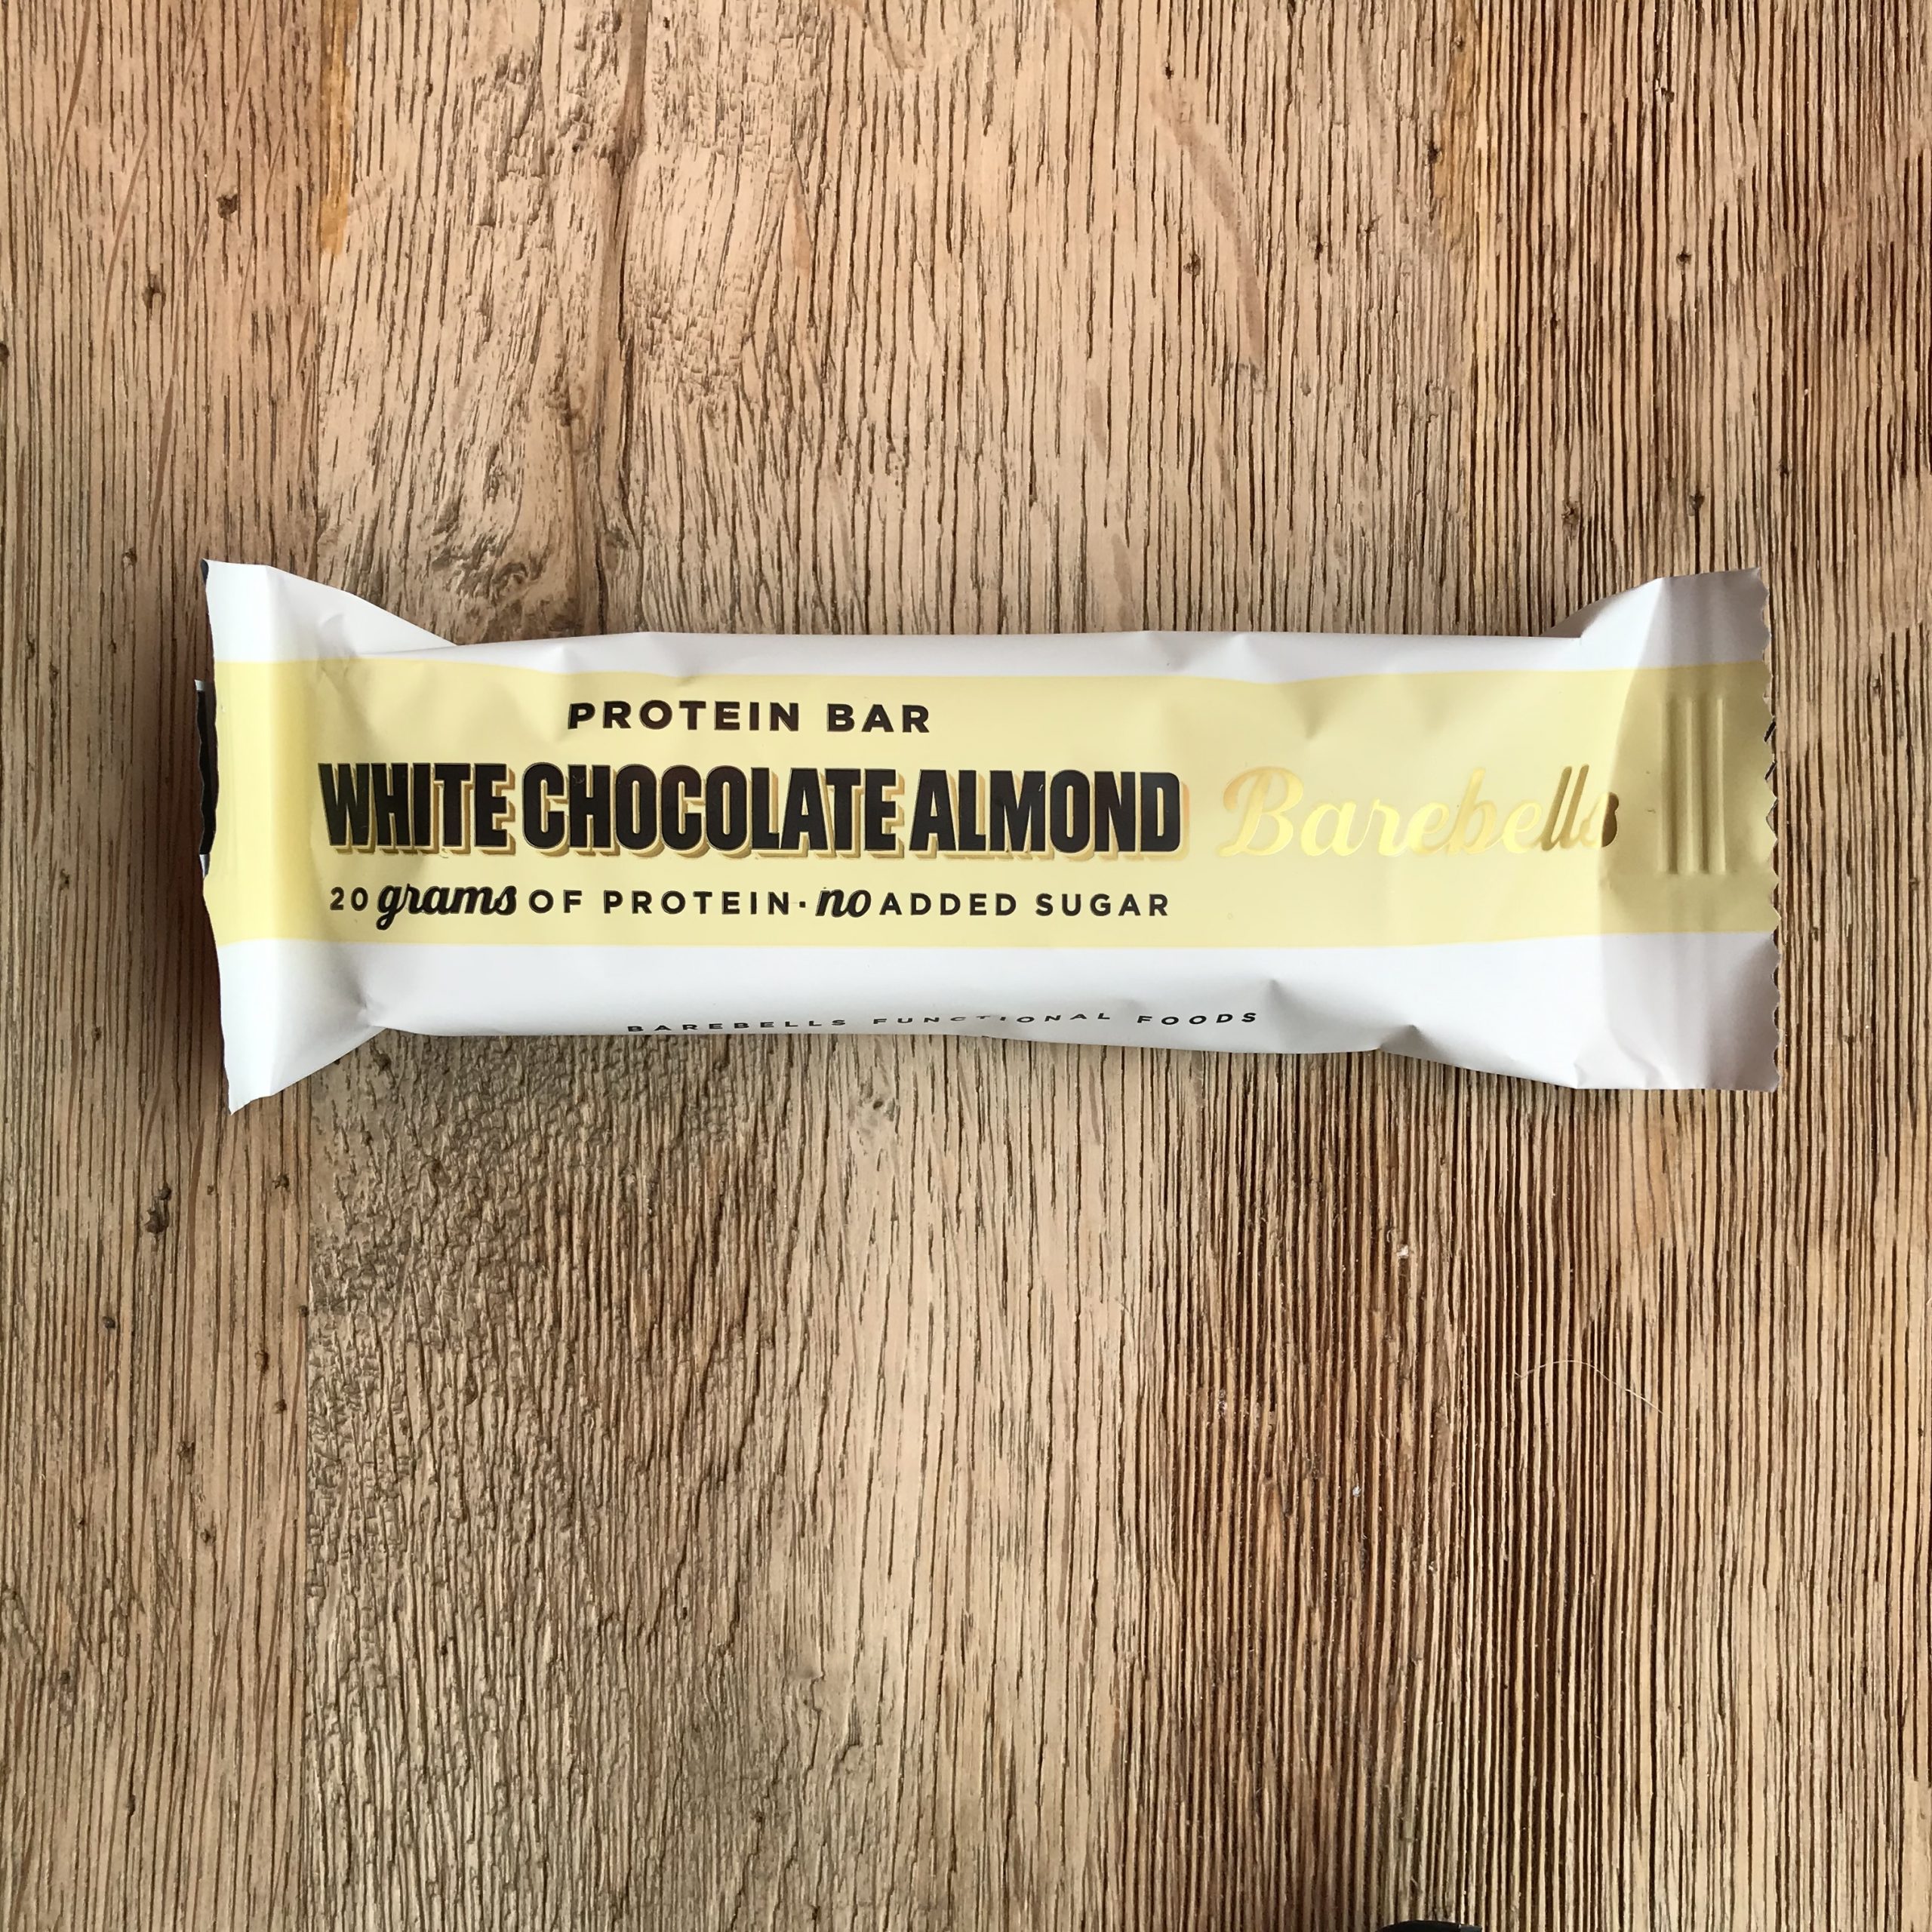 PROTEIN BAR
WHITE CHOCOLATE ALMOND
Barebells
20 grams OF PROTEIN · no ADDED SUGAR
BAREBELLS FUNCTIONAL FOODS